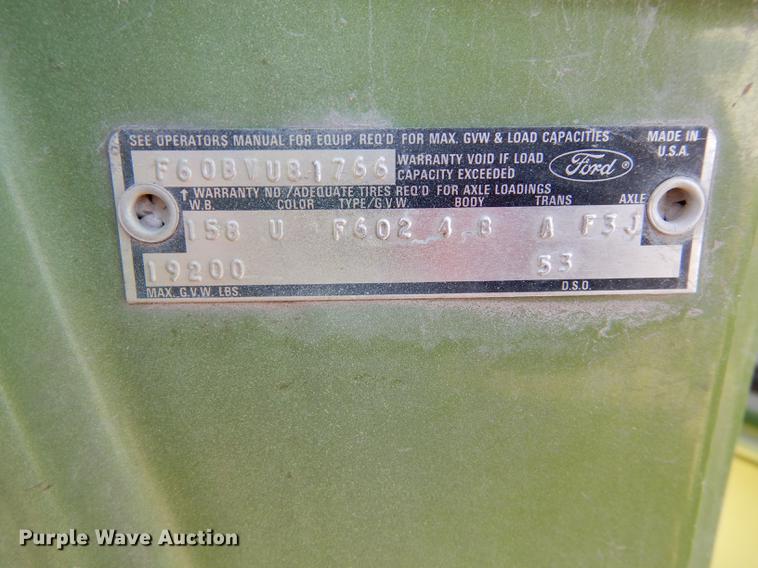 SEE OPERATORS MANUAL FOR EQUIP. REQ'D FOR MAX. GVW & LOAD CAPACITIES MADE IN U.S.A.
F60BVU81766 WARRANTY VOID IF LOAD CAPACITY EXCEEDED Ford ®
↑ WARRANTY NO./ADEQUATE TIRES REQ'D FOR AXLE LOADINGS
W.B. COLOR TYPE/G.V.W. BODY TRANS AXLE
158 U F602 4 8 A F3J
19200 53
MAX. G.V.W. LBS. D.S.O.
Purple Wave Auction